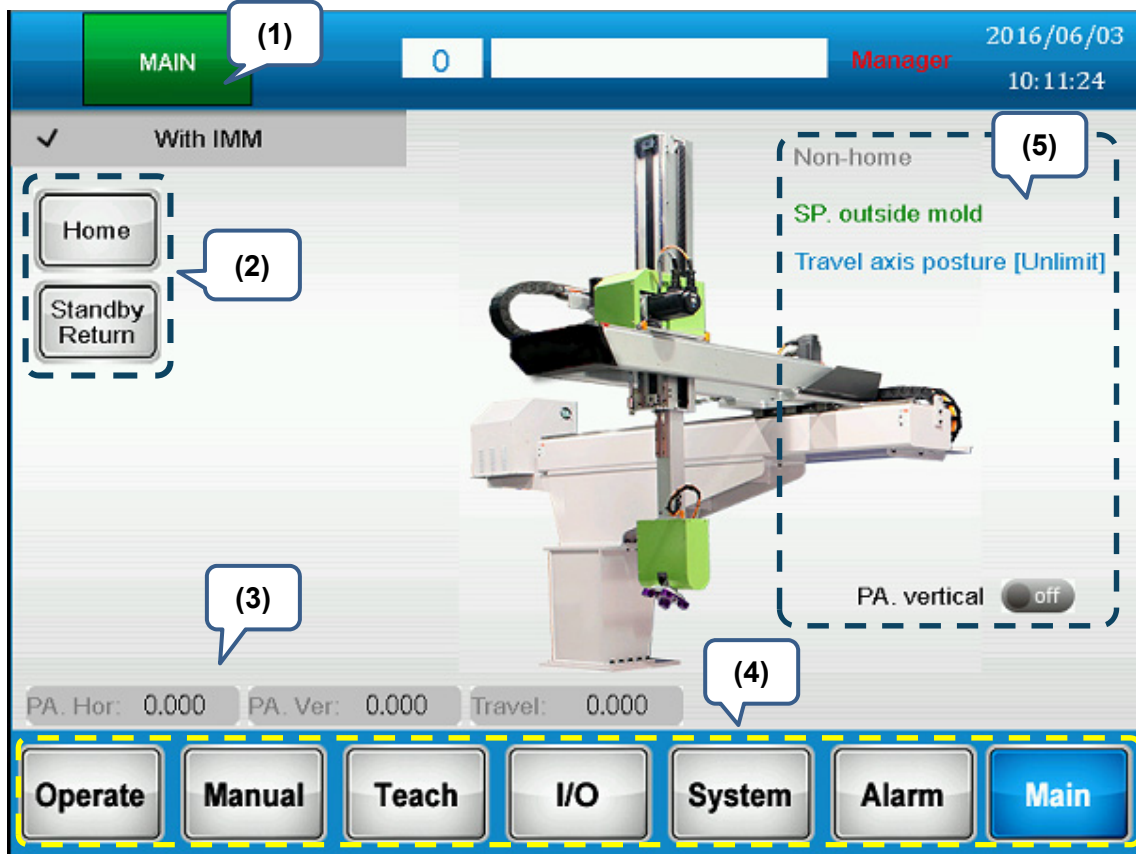 MAIN
(1)
0
Manager
2016/06/03
10:11:24
✓ With IMM
Home
Standby
Return
(2)
Non-home
(5)
SP. outside mold
Travel axis posture [Unlimit]
PA. vertical off
(3)
(4)
PA. Hor: 0.000 PA. Ver: 0.000 Travel: 0.000
Operate Manual Teach I/O System Alarm Main